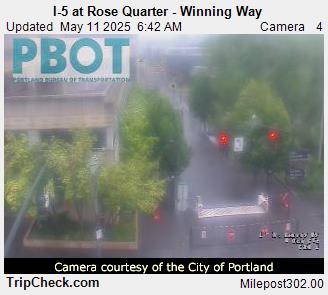 I-5 at Rose Quarter - Winning Way
Updated May 11 2025 6:42 AM Camera 4
PBOT
PORTLAND BUREAU OF TRANSPORTATION
Camera courtesy of the City of Portland
TripCheck.com Milepost302.00